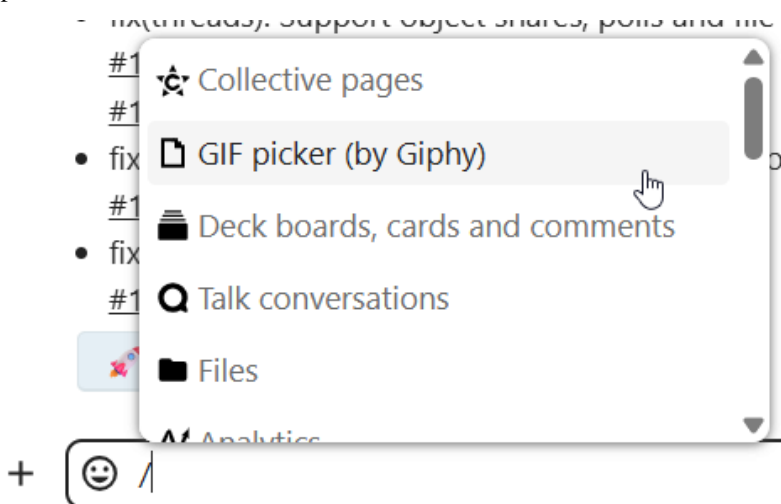 fix(threads): Support object shares, polls and file
#1
Collective pages
#1
fix
GIF picker (by Giphy)
#1
Deck boards, cards and comments
fix
#1
Talk conversations
Files
Analytics
/